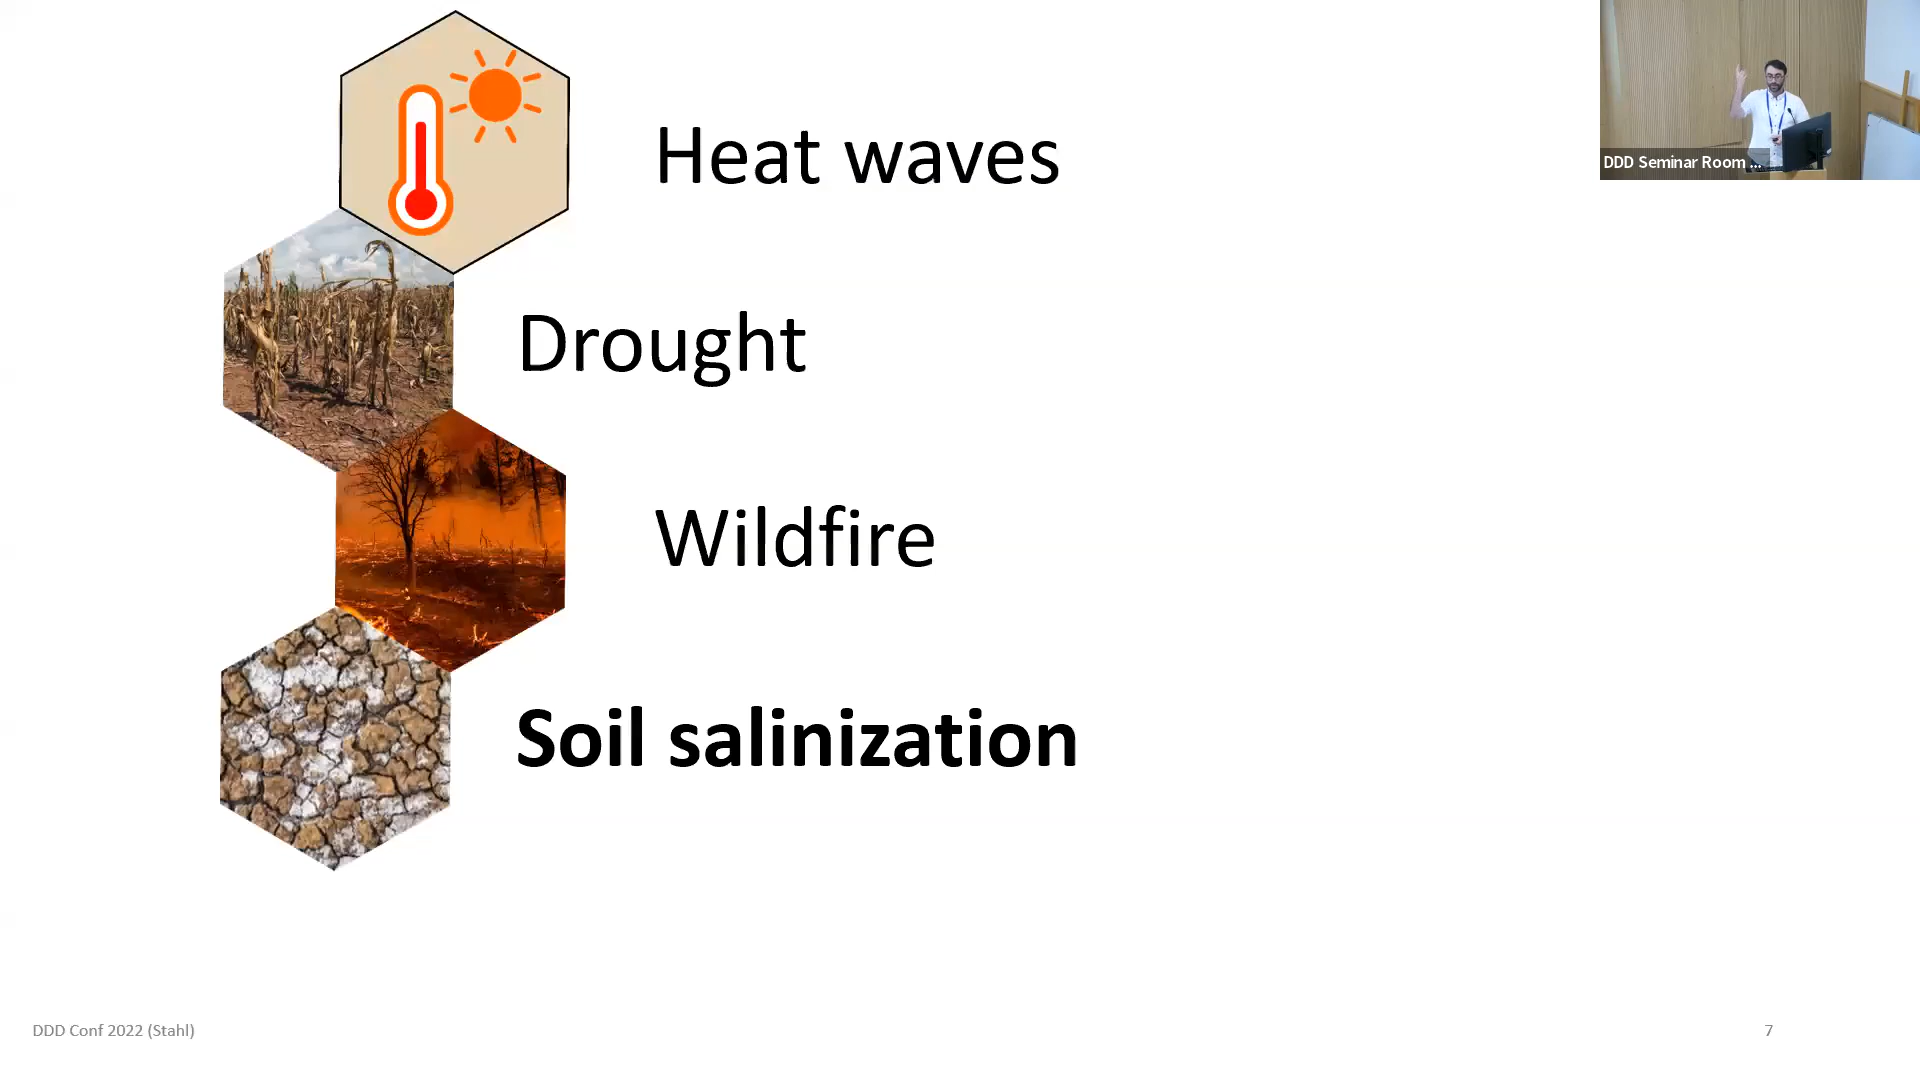 Heat waves
DDD Seminar Room ...
Drought
Wildfire
Soil salinization
DDD Conf 2022 (Stahl)
7